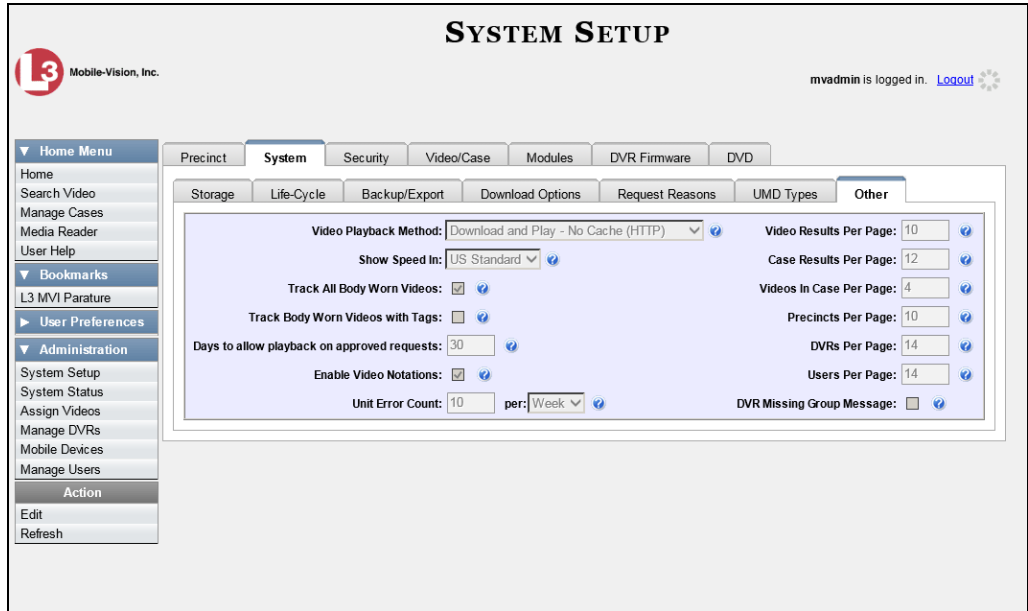 SYSTEM SETUP
L3 Mobile-Vision, Inc.
mvadmin is logged in. Logout
▼ Home Menu
Home
Search Video
Manage Cases
Media Reader
User Help
▼ Bookmarks
L3 MVI Parature
► User Preferences
▼ Administration
System Setup
System Status
Assign Videos
Manage DVRs
Mobile Devices
Manage Users
Action
Edit
Refresh
Precinct System Security Video/Case Modules DVR Firmware DVD
Storage Life-Cycle Backup/Export Download Options Request Reasons UMD Types Other
Video Playback Method: Download and Play - No Cache (HTTP) ?
Show Speed In: US Standard ?
Track All Body Worn Videos: ?
Track Body Worn Videos with Tags: ?
Days to allow playback on approved requests: 30 ?
Enable Video Notations: ?
Unit Error Count: 10 per: Week ?
Video Results Per Page: 10 ?
Case Results Per Page: 12 ?
Videos In Case Per Page: 4 ?
Precincts Per Page: 10 ?
DVRs Per Page: 14 ?
Users Per Page: 14 ?
DVR Missing Group Message: ?